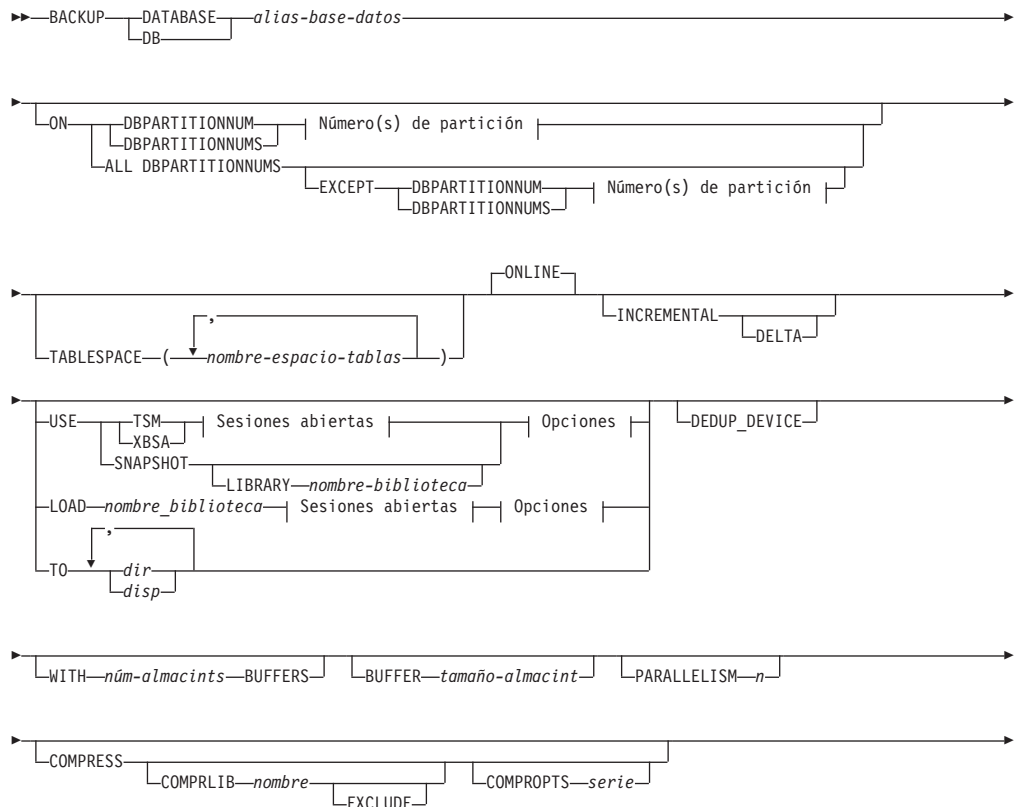 BACKUP DATABASE alias-base-datos
DB
ON DBPARTITIONNUM Número(s) de partición
DBPARTITIONNUMS
ALL DBPARTITIONNUMS
EXCEPT DBPARTITIONNUM Número(s) de partición
DBPARTITIONNUMS
ONLINE
INCREMENTAL
DELTA
,
TABLESPACE ( nombre-espacio-tablas )
USE TSM Sesiones abiertas Opciones DEDUP_DEVICE
XBSA
SNAPSHOT
LIBRARY nombre-biblioteca
LOAD nombre_biblioteca Sesiones abiertas Opciones
,
TO dir
disp
WITH núm-almacints BUFFERS BUFFER tamaño-almacint PARALLELISM n
COMPRESS
COMPRLIB nombre COMPROPTS serie
EXCLUDE